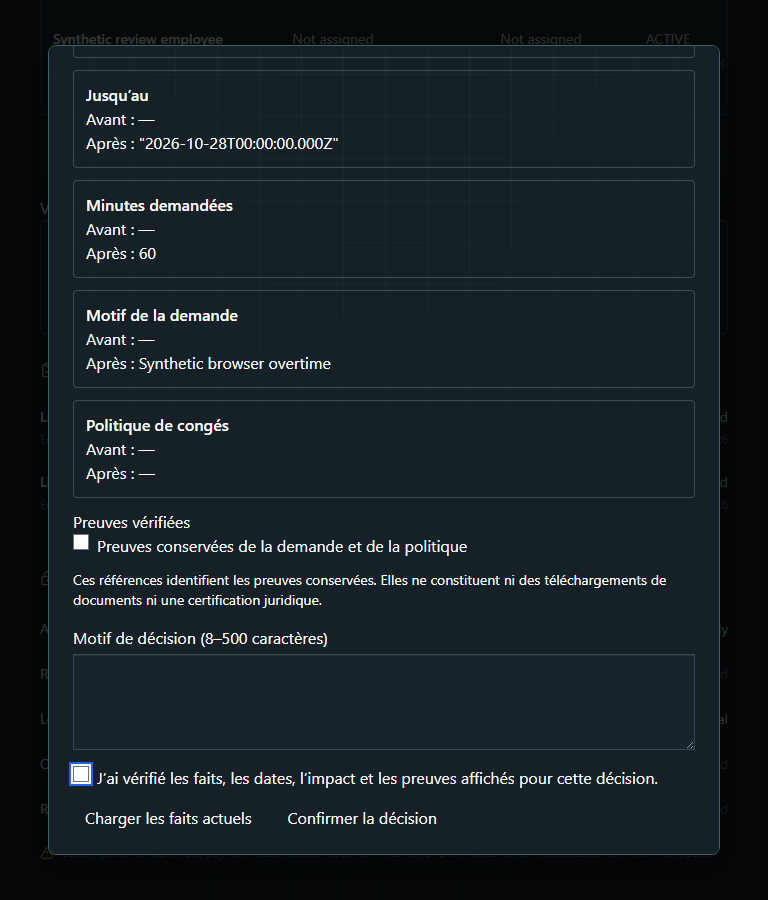 Synthetic review employee Not assigned Not assigned ACTIVE
Jusqu’au
Avant : —
Après : "2026-10-28T00:00:00.000Z"
Minutes demandées
Avant : —
Après : 60
Motif de la demande
Avant : —
Après : Synthetic browser overtime
Politique de congés
Avant : —
Après : —
Preuves vérifiées
Preuves conservées de la demande et de la politique
Ces références identifient les preuves conservées. Elles ne constituent ni des téléchargements de
documents ni une certification juridique.
Motif de décision (8–500 caractères)
J’ai vérifié les faits, les dates, l’impact et les preuves affichés pour cette décision.
Charger les faits actuels Confirmer la décision